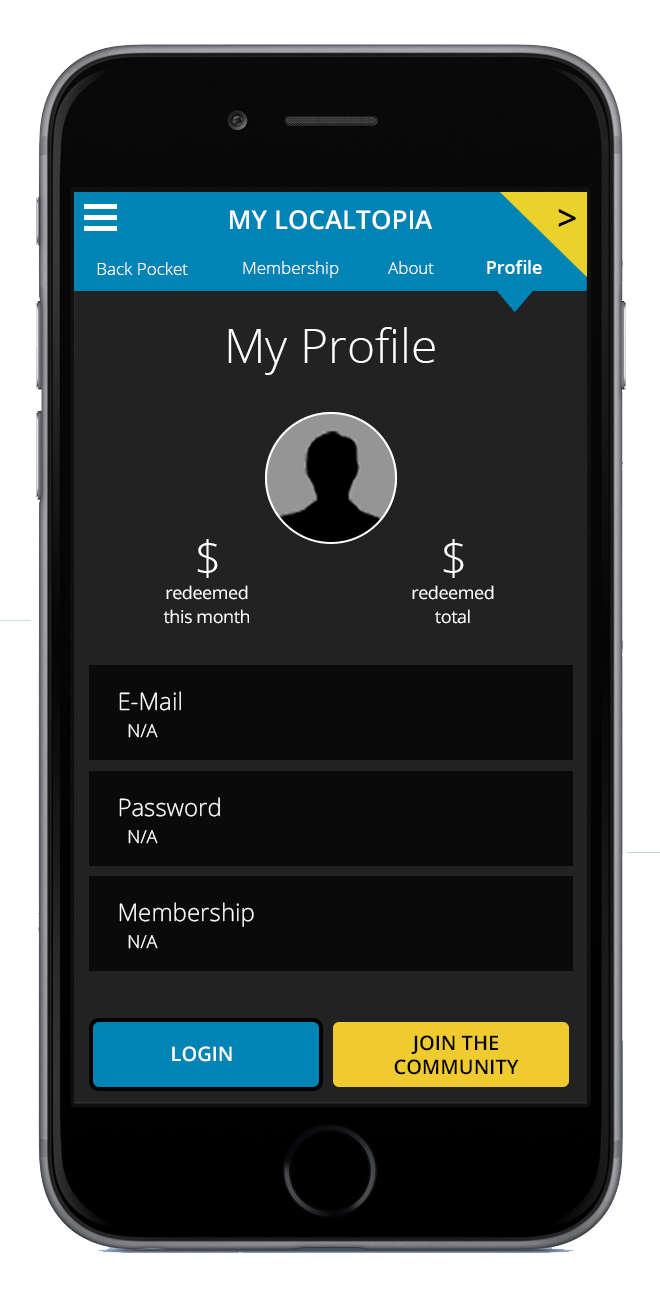 MY LOCALTOPIA
>
Back Pocket
Membership
About
Profile
My Profile
$
redeemed
this month
$
redeemed
total
E-Mail
N/A
Password
N/A
Membership
N/A
LOGIN
JOIN THE
COMMUNITY